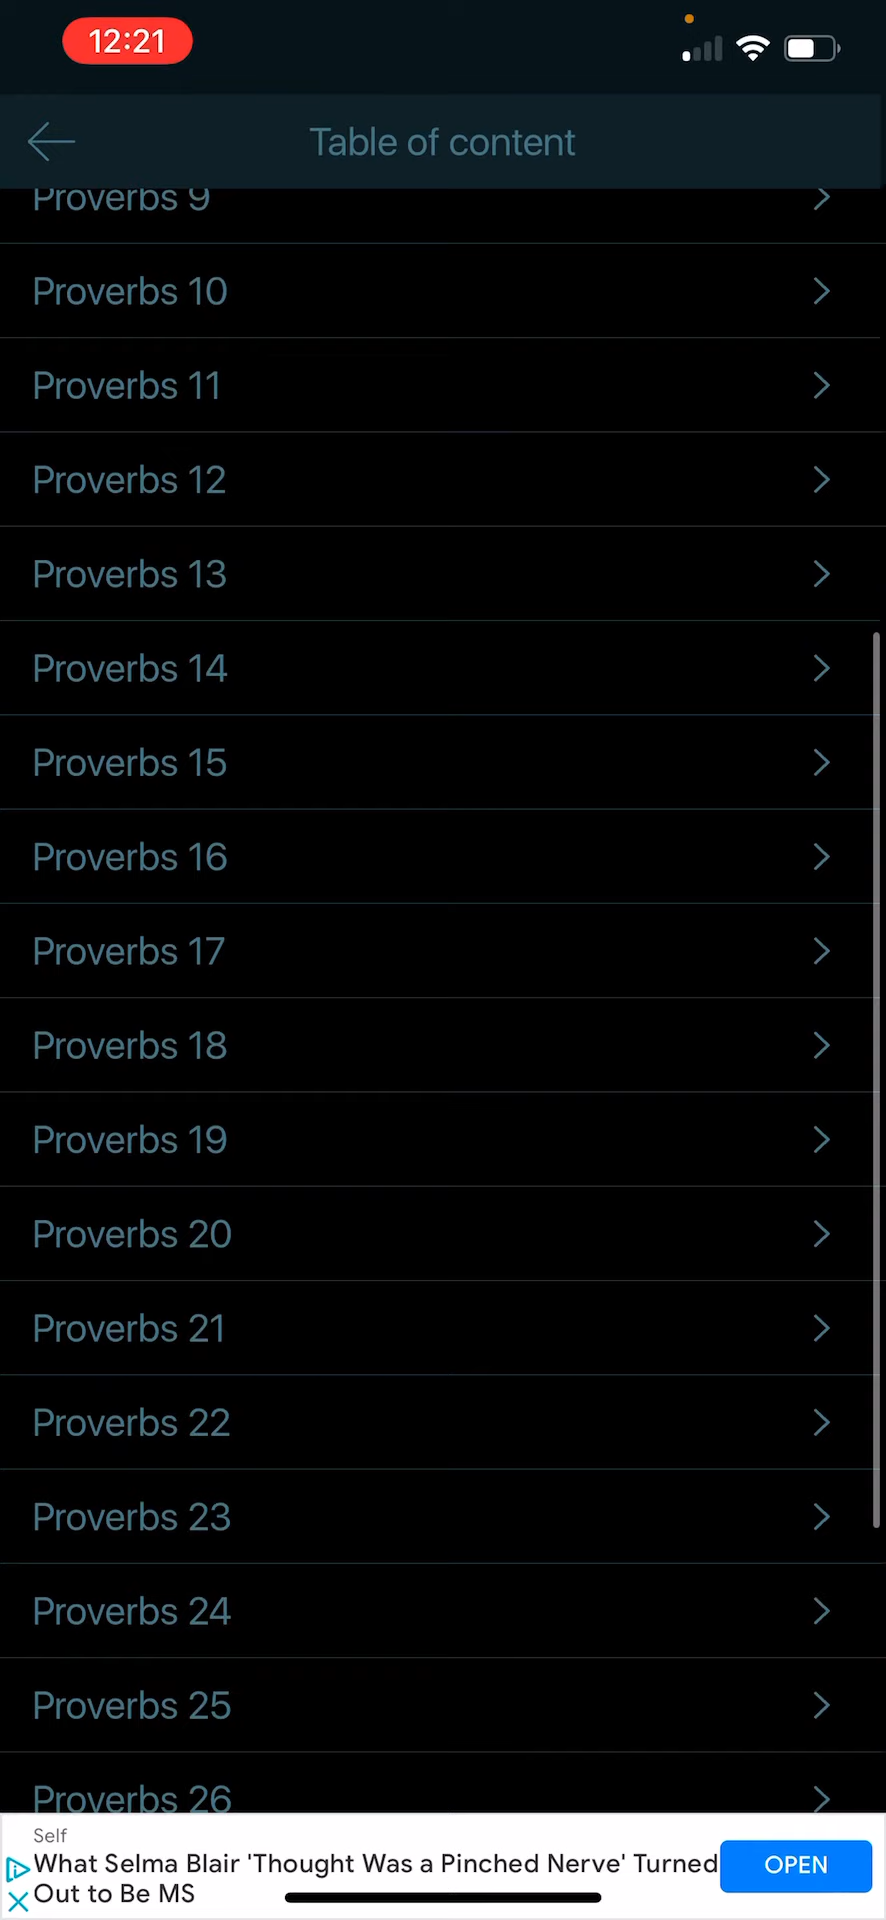 12:21
Table of content
Proverbs 9
Proverbs 10
Proverbs 11
Proverbs 12
Proverbs 13
Proverbs 14
Proverbs 15
Proverbs 16
Proverbs 17
Proverbs 18
Proverbs 19
Proverbs 20
Proverbs 21
Proverbs 22
Proverbs 23
Proverbs 24
Proverbs 25
Proverbs 26
Self
What Selma Blair 'Thought Was a Pinched Nerve' Turned
Out to Be MS
OPEN